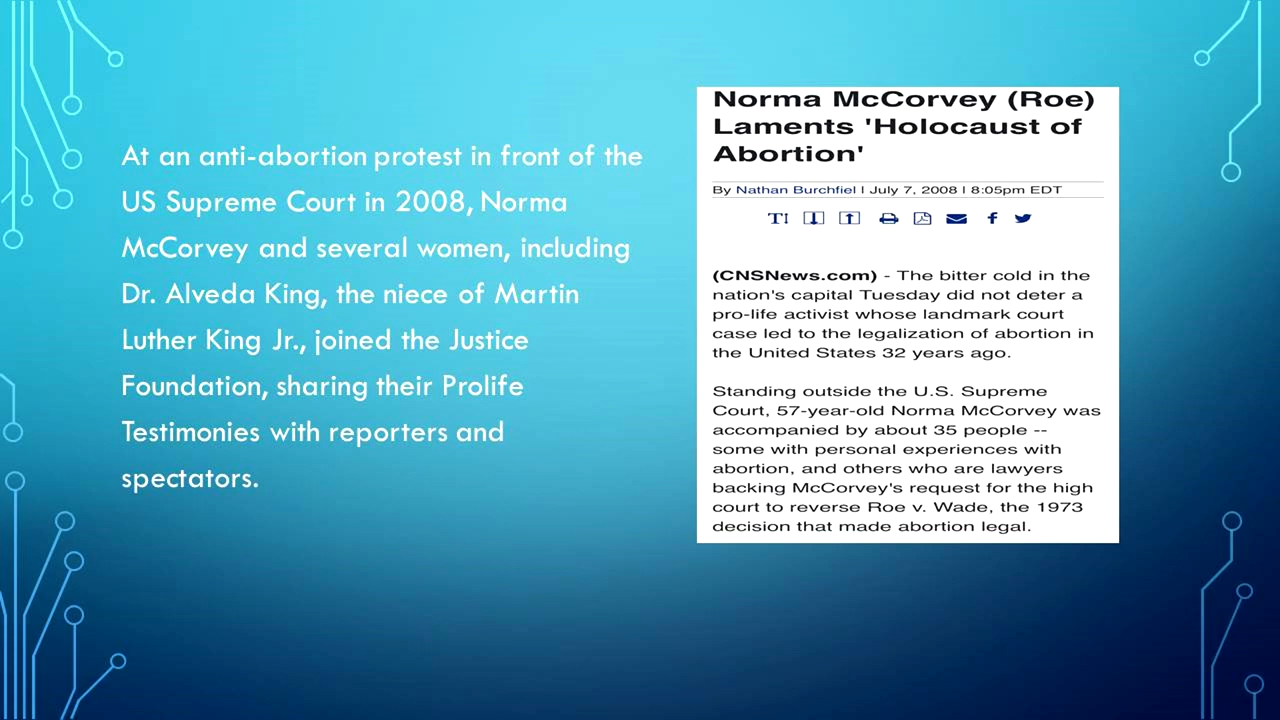 At an anti-abortion protest in front of the
US Supreme Court in 2008, Norma
McCorvey and several women, including
Dr. Alveda King, the niece of Martin
Luther King Jr., joined the Justice
Foundation, sharing their Prolife
Testimonies with reporters and
spectators.
Norma McCorvey (Roe)
Laments 'Holocaust of
Abortion'
By Nathan Burchfiel | July 7, 2008 | 8:05pm EDT
(CNSNews.com) - The bitter cold in the
nation's capital Tuesday did not deter a
pro-life activist whose landmark court
case led to the legalization of abortion in
the United States 32 years ago.
Standing outside the U.S. Supreme
Court, 57-year-old Norma McCorvey was
accompanied by about 35 people --
some with personal experiences with
abortion, and others who are lawyers
backing McCorvey's request for the high
court to reverse Roe v. Wade, the 1973
decision that made abortion legal.